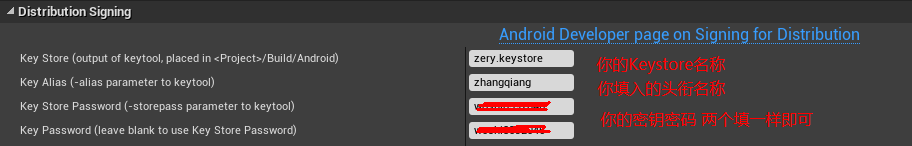 Distribution Signing
Android Developer page on Signing for Distribution
Key Store (output of keytool, placed in <Project>/Build/Android) zery.keystore 你的Keystore名称
Key Alias (-alias parameter to keytool) zhangqiang 你填入的头衔名称
Key Store Password (-storepass parameter to keytool)
Key Password (leave blank to use Key Store Password) 你的密钥密码 两个填一样即可